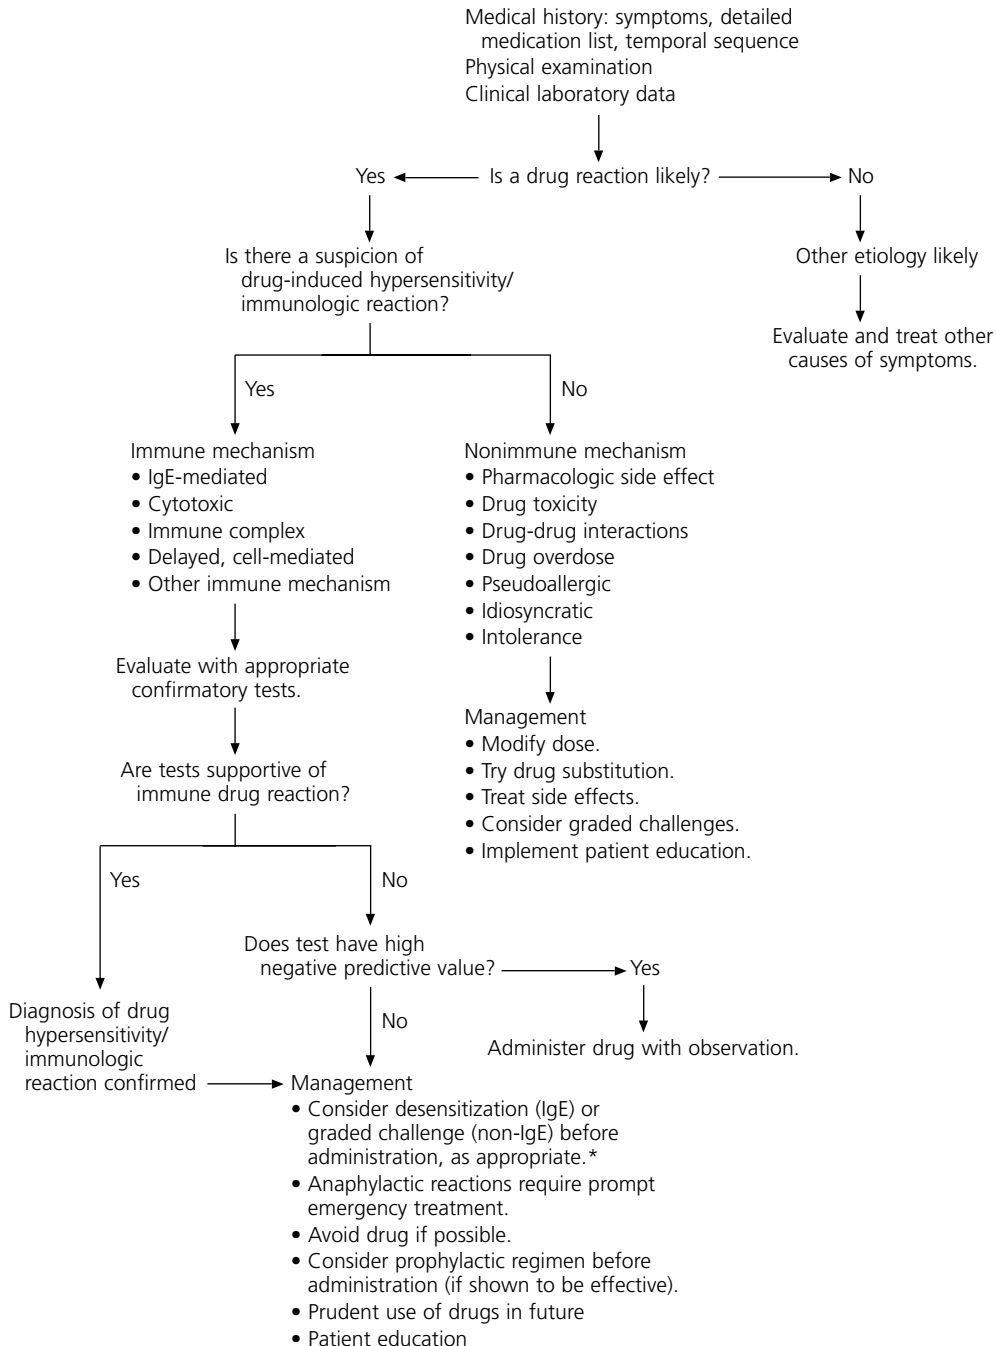 Medical history: symptoms, detailed
medication list, temporal sequence
Physical examination
Clinical laboratory data
Yes
Is a drug reaction likely?
No
Is there a suspicion of
drug-induced hypersensitivity/
immunologic reaction?
Other etiology likely
Evaluate and treat other
causes of symptoms.
Yes
No
Immune mechanism
• IgE-mediated
• Cytotoxic
• Immune complex
• Delayed, cell-mediated
• Other immune mechanism
Nonimmune mechanism
• Pharmacologic side effect
• Drug toxicity
• Drug-drug interactions
• Drug overdose
• Pseudoallergic
• Idiosyncratic
• Intolerance
Evaluate with appropriate
confirmatory tests.
Management
• Modify dose.
• Try drug substitution.
• Treat side effects.
• Consider graded challenges.
• Implement patient education.
Are tests supportive of
immune drug reaction?
Yes
No
Does test have high
negative predictive value?
Yes
Diagnosis of drug
hypersensitivity/
immunologic
reaction confirmed
No
Administer drug with observation.
Management
• Consider desensitization (IgE) or
graded challenge (non-IgE) before
administration, as appropriate.*
• Anaphylactic reactions require prompt
emergency treatment.
• Avoid drug if possible.
• Consider prophylactic regimen before
administration (if shown to be effective).
• Prudent use of drugs in future
• Patient education